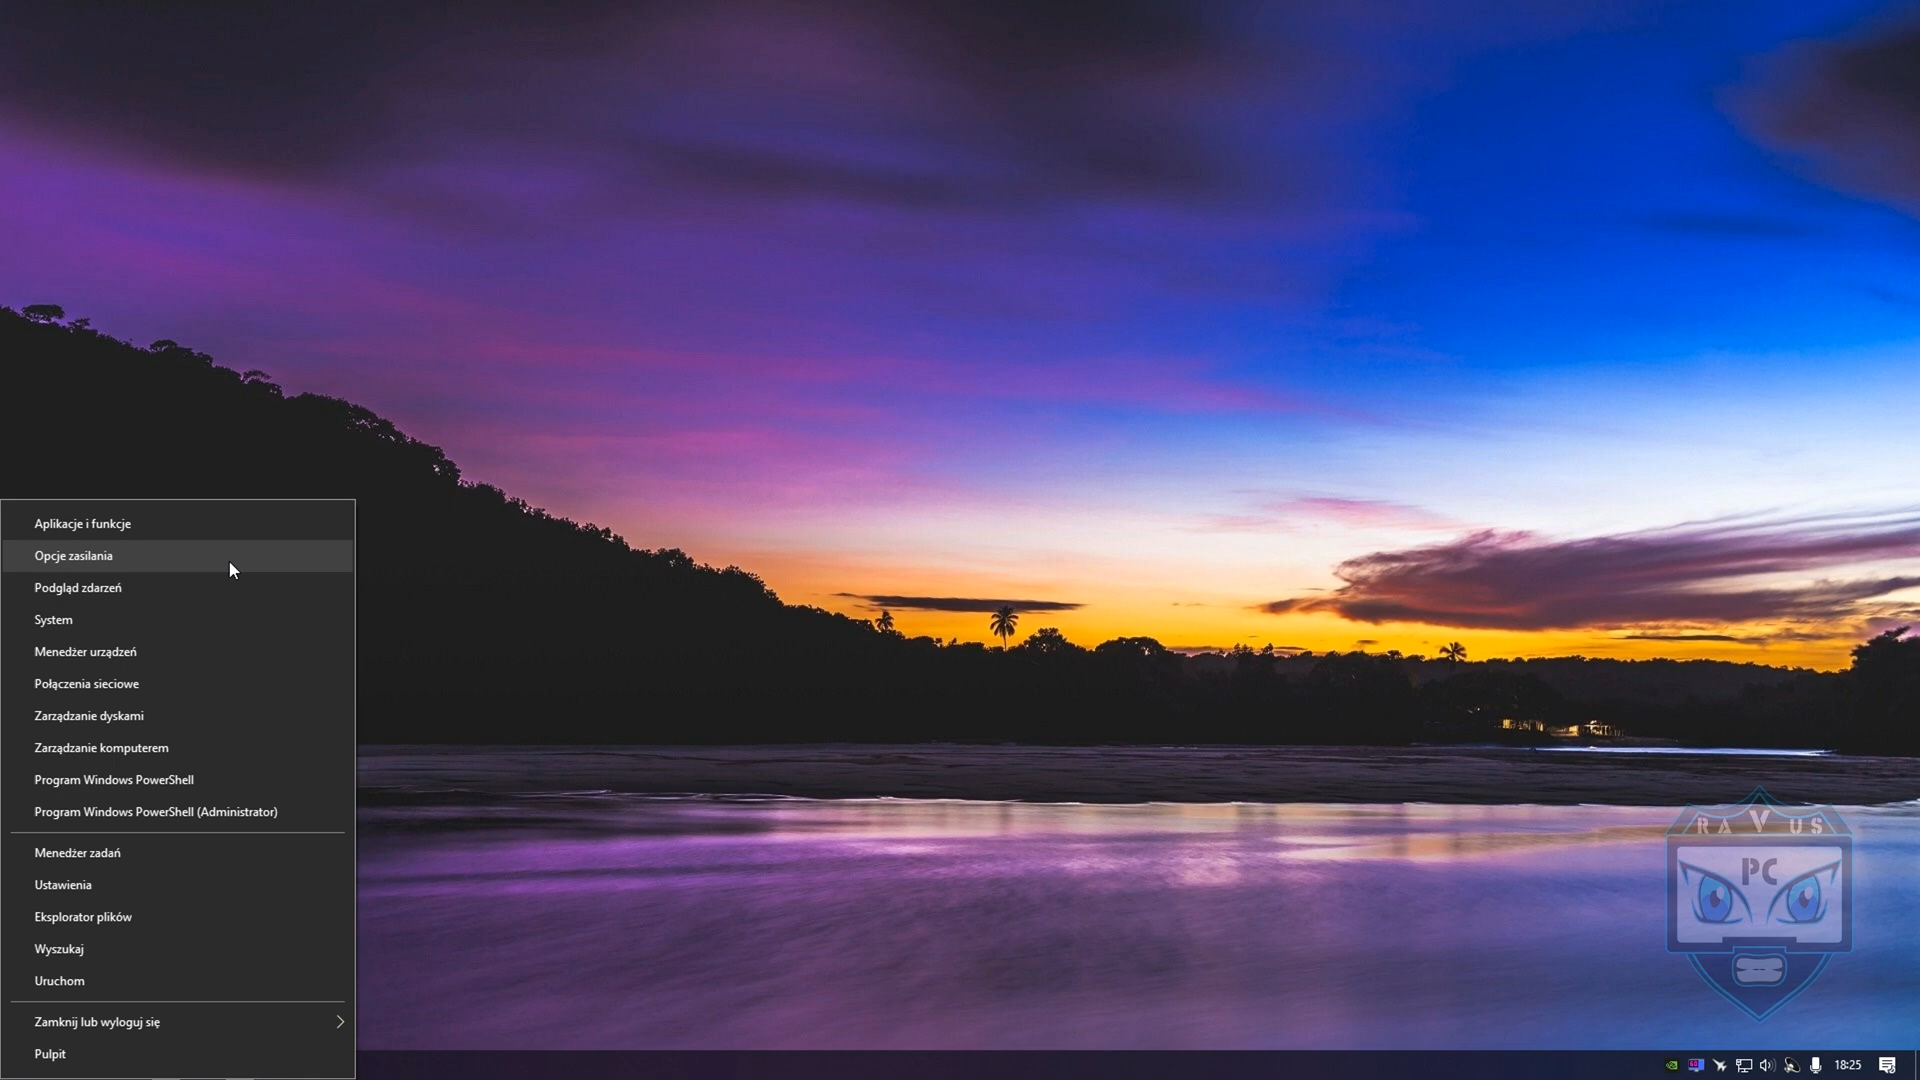 Aplikacje i funkcje
Opcje zasilania
Podgląd zdarzeń
System
Menedżer urządzeń
Połączenia sieciowe
Zarządzanie dyskami
Zarządzanie komputerem
Program Windows PowerShell
Program Windows PowerShell (Administrator)
Menedżer zadań
Ustawienia
Eksplorator plików
Wyszukaj
Uruchom
Zamknij lub wyloguj się
Pulpit
RAVUS
PC
18:25